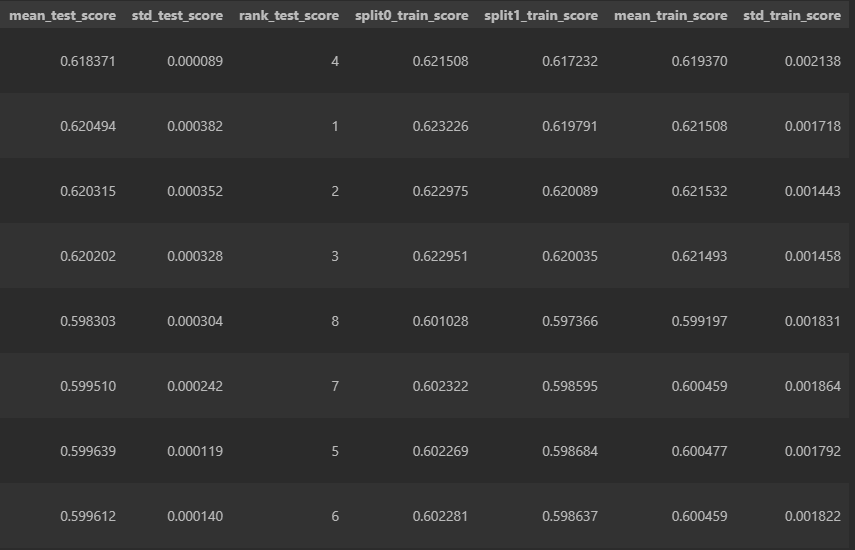 mean_test_score std_test_score rank_test_score split0_train_score split1_train_score mean_train_score std_train_score
0.618371 0.000089 4 0.621508 0.617232 0.619370 0.002138
0.620494 0.000382 1 0.623226 0.619791 0.621508 0.001718
0.620315 0.000352 2 0.622975 0.620089 0.621532 0.001443
0.620202 0.000328 3 0.622951 0.620035 0.621493 0.001458
0.598303 0.000304 8 0.601028 0.597366 0.599197 0.001831
0.599510 0.000242 7 0.602322 0.598595 0.600459 0.001864
0.599639 0.000119 5 0.602269 0.598684 0.600477 0.001792
0.599612 0.000140 6 0.602281 0.598637 0.600459 0.001822